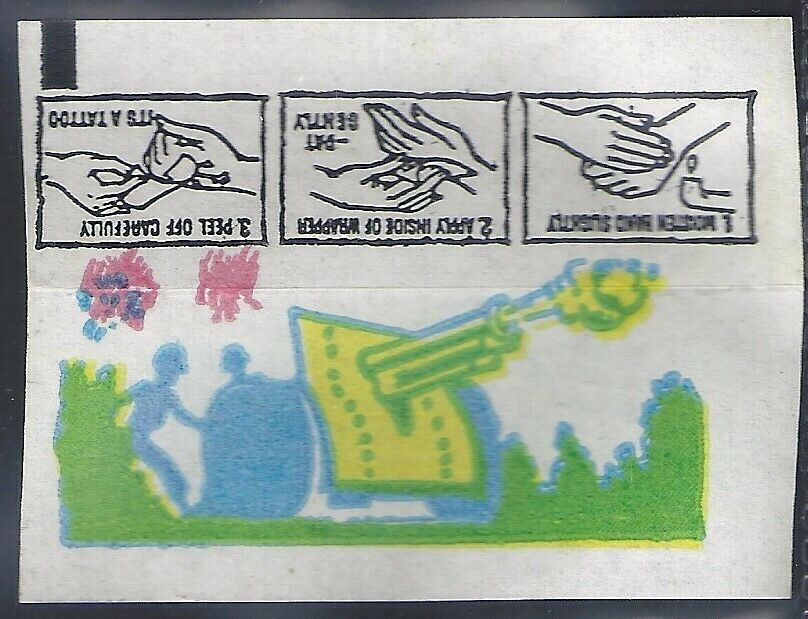 1. MOISTEN HAND SLIGHTLY
2. APPLY INSIDE OF WRAPPER
—PAT
GENTLY
3. PEEL OFF CAREFULLY
IT'S A TATTOO